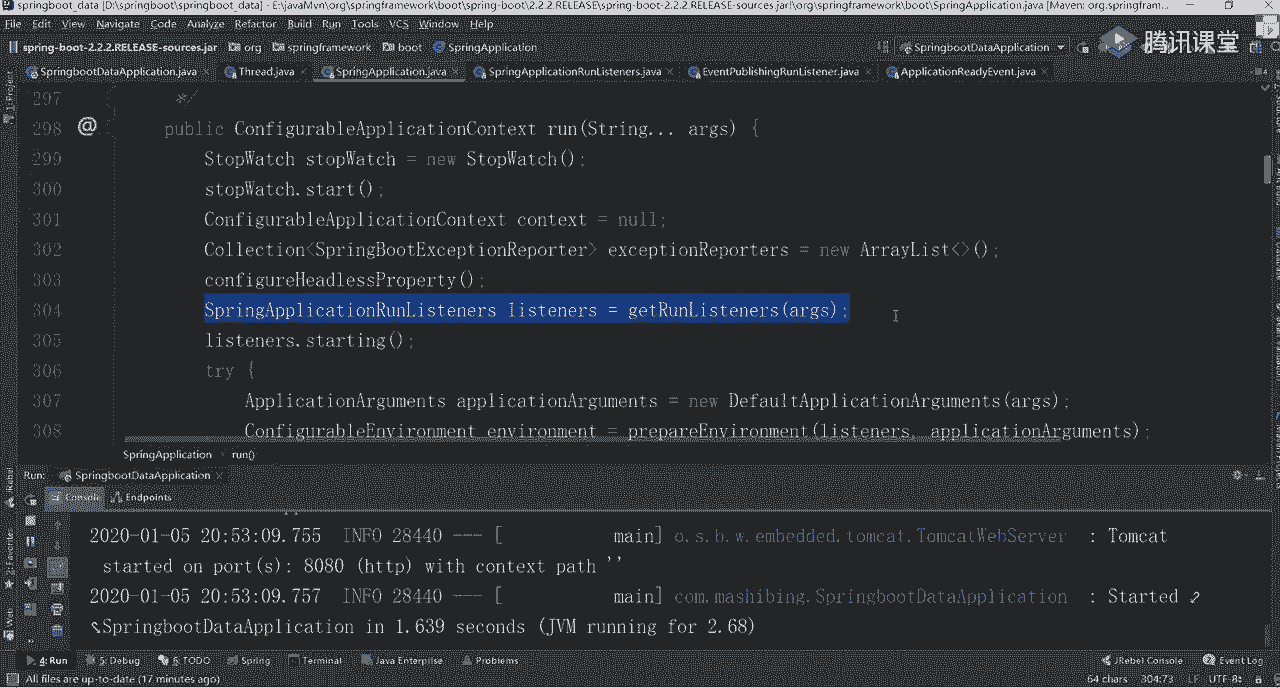 springboot_data [D:\springboot\springboot_data] - E:\javaMvn\org\springframework\boot\spring-boot\2.2.2.RELEASE\spring-boot-2.2.2.RELEASE-sources.jar!\org\springframework\boot\SpringApplication.java [Maven: org.springfram...
File Edit View Navigate Code Analyze Refactor Build Run Tools VCS Window Help
spring-boot-2.2.2.RELEASE-sources.jar org springframework boot SpringApplication SpringbootDataApplication 腾讯课堂
SpringbootDataApplication.java Thread.java SpringApplication.java SpringApplicationRunListeners.java EventPublishingRunListener.java ApplicationReadyEvent.java
1: Project
297 */
298 @ public ConfigurableApplicationContext run(String... args) {
299 StopWatch stopWatch = new StopWatch();
300 stopWatch.start();
301 ConfigurableApplicationContext context = null;
302 Collection<SpringBootExceptionReporter> exceptionReporters = new ArrayList<>();
303 configureHeadlessProperty();
304 SpringApplicationRunListeners listeners = getRunListeners(args);
305 listeners.starting();
306 try {
307 ApplicationArguments applicationArguments = new DefaultApplicationArguments(args);
308 ConfigurableEnvironment environment = prepareEnvironment(listeners, applicationArguments);
SpringApplication run()
Run: SpringbootDataApplication
Console Endpoints
JRebel
2: Favorites
Web
2020-01-05 20:53:09.755 INFO 28440 --- [ main] o.s.b.w.embedded.tomcat.TomcatWebServer : Tomcat
started on port(s): 8080 (http) with context path ''
2020-01-05 20:53:09.757 INFO 28440 --- [ main] com.mashibing.SpringbootDataApplication : Started
SpringbootDataApplication in 1.639 seconds (JVM running for 2.68)
4: Run 5: Debug 6: TODO Spring Terminal Java Enterprise Problems JRebel Console Event Log
All files are up-to-date (17 minutes ago) 64 chars 304:73 LF UTF-8